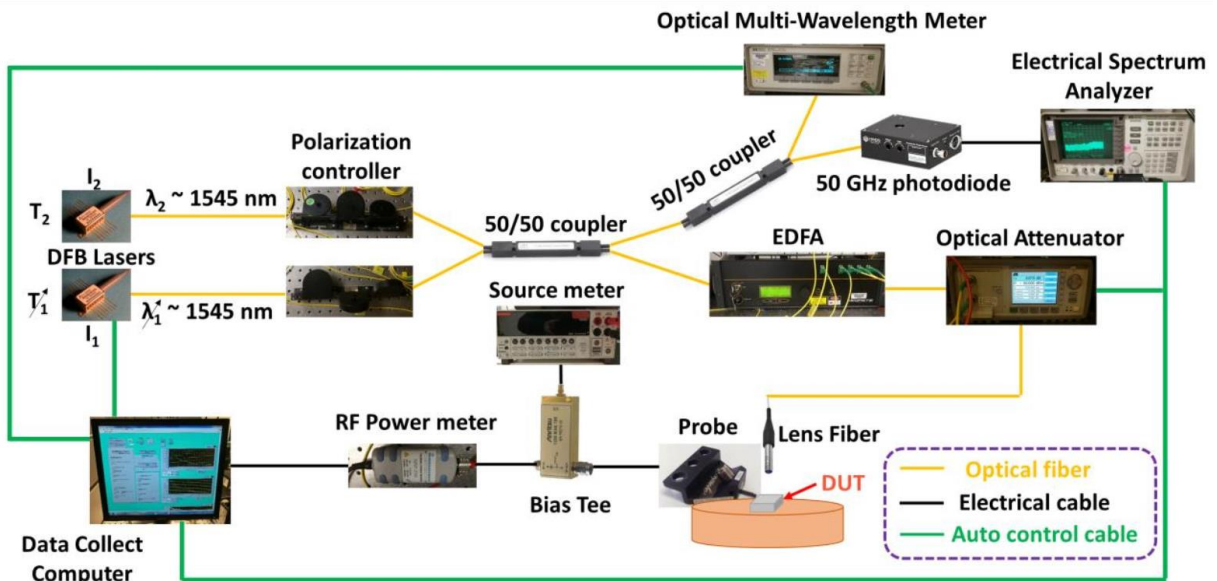 Optical Multi-Wavelength Meter
Electrical Spectrum
Analyzer
Polarization
controller
I₂
T₂
λ₂ ~ 1545 nm
50/50 coupler
50 GHz photodiode
50/50 coupler
DFB Lasers
EDFA
Optical Attenuator
T₁
λ₁ ~ 1545 nm
I₁
Source meter
RF Power meter
Probe
Lens Fiber
DUT
Bias Tee
Optical fiber
Electrical cable
Auto control cable
Data Collect
Computer